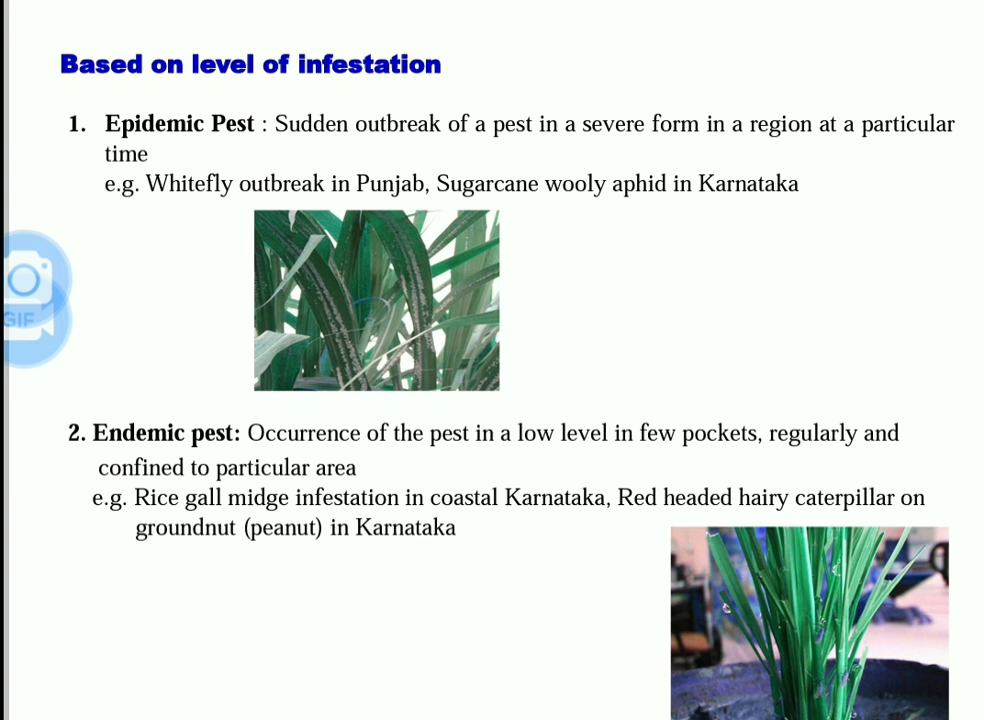 Based on level of infestation
1. Epidemic Pest : Sudden outbreak of a pest in a severe form in a region at a particular
time
e.g. Whitefly outbreak in Punjab, Sugarcane wooly aphid in Karnataka
GIF
2. Endemic pest: Occurrence of the pest in a low level in few pockets, regularly and
confined to particular area
e.g. Rice gall midge infestation in coastal Karnataka, Red headed hairy caterpillar on
groundnut (peanut) in Karnataka